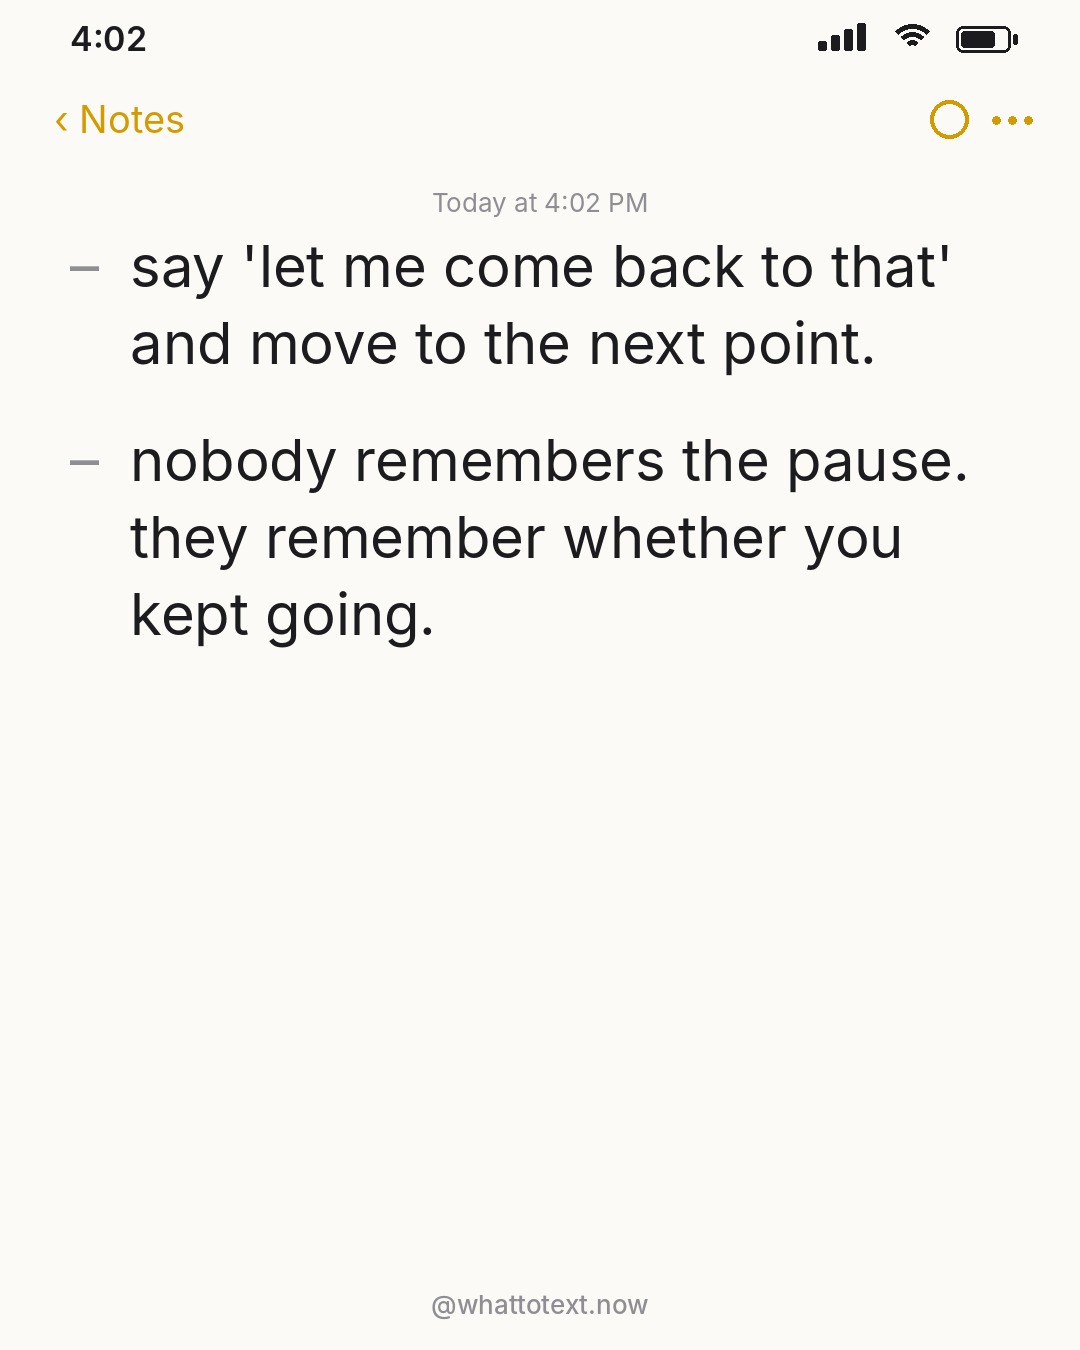 4:02
‹ Notes
Today at 4:02 PM
– say 'let me come back to that'
and move to the next point.
– nobody remembers the pause.
they remember whether you
kept going.
@whattotext.now